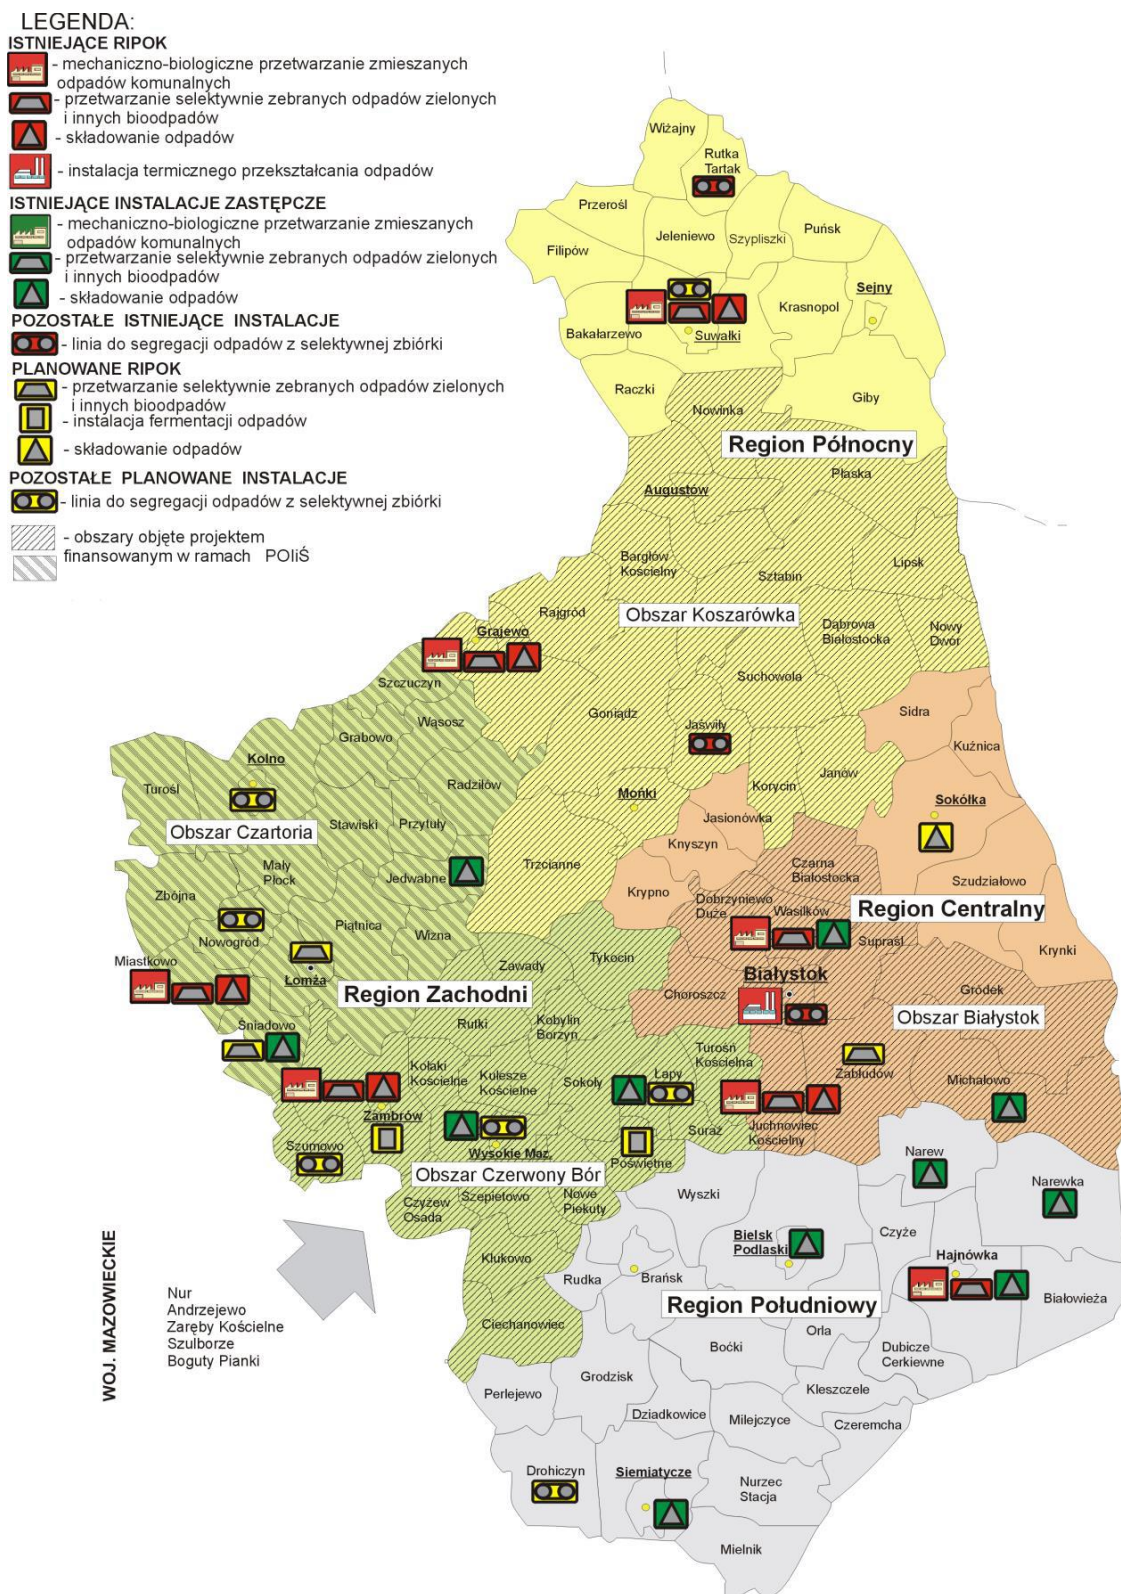 LEGENDA:
ISTNIEJĄCE RIPOK
- mechaniczno-biologiczne przetwarzanie zmieszanych
odpadów komunalnych
- przetwarzanie selektywnie zebranych odpadów zielonych
i innych bioodpadów
- składowanie odpadów
- instalacja termicznego przekształcania odpadów
ISTNIEJĄCE INSTALACJE ZASTĘPCZE
- mechaniczno-biologiczne przetwarzanie zmieszanych
odpadów komunalnych
- przetwarzanie selektywnie zebranych odpadów zielonych
i innych bioodpadów
- składowanie odpadów
POZOSTAŁE ISTNIEJĄCE INSTALACJE
- linia do segregacji odpadów z selektywnej zbiórki
PLANOWANE RIPOK
- przetwarzanie selektywnie zebranych odpadów zielonych
i innych bioodpadów
- instalacja fermentacji odpadów
- składowanie odpadów
POZOSTAŁE PLANOWANE INSTALACJE
- linia do segregacji odpadów z selektywnej zbiórki
- obszary objęte projektem
finansowanym w ramach POIiŚ
Wiżajny
Rutka
Tartak
Przerośl
Filipów
Jeleniewo
Szypliszki
Puńsk
Sejny
Krasnopol
Bakałarzewo
Suwałki
Raczki
Giby
Nowinka
Region Północny
Płaska
Augustów
Bargłów
Kościelny
Sztabin
Lipsk
Rajgród
Obszar Koszarówka
Dąbrowa
Białostocka
Nowy
Dwór
Grajewo
Szczuczyn
Suchowola
Goniądz
Sidra
Wąsosz
Grabowo
Jaświły
Kuźnica
Kolno
Turośl
Radziłów
Korycin
Janów
Mońki
Sokółka
Obszar Czartoria
Stawiski
Przytuły
Jasionówka
Knyszyn
Trzcianne
Mały
Płock
Jedwabne
Zbójna
Krypno
Czarna
Białostocka
Szudziałowo
Dobrzyniewo
Duże
Wasilków
Region Centralny
Piątnica
Wizna
Nowogród
Supraśl
Krynki
Miastkowo
Łomża
Zawady
Tykocin
Białystok
Region Zachodni
Choroszcz
Gródek
Śniadowo
Rutki
Kobylin
Borzyn
Obszar Białystok
Turośń
Kościelna
Kołaki
Kościelne
Kulesze
Kościelne
Sokoły
Łapy
Zabłudów
Michałowo
Zambrów
Suraż
Juchnowiec
Kościelny
Szumowo
Wysokie Maz.
Poświętne
Narew
Obszar Czerwony Bór
Narewka
Czyżew
Osada
Szepietowo
Nowe
Piekuty
Wyszki
Czyże
Bielsk
Podlaski
Hajnówka
Klukowo
Rudka
Brańsk
Białowieża
Region Południowy
WOJ. MAZOWIECKIE
Nur
Andrzejewo
Zaręby Kościelne
Szulborze
Boguty Pianki
Ciechanowiec
Orla
Boćki
Dubicze
Cerkiewne
Grodzisk
Perlejewo
Kleszczele
Dziadkowice
Milejczyce
Czeremcha
Drohiczyn
Siemiatycze
Nurzec
Stacja
Mielnik